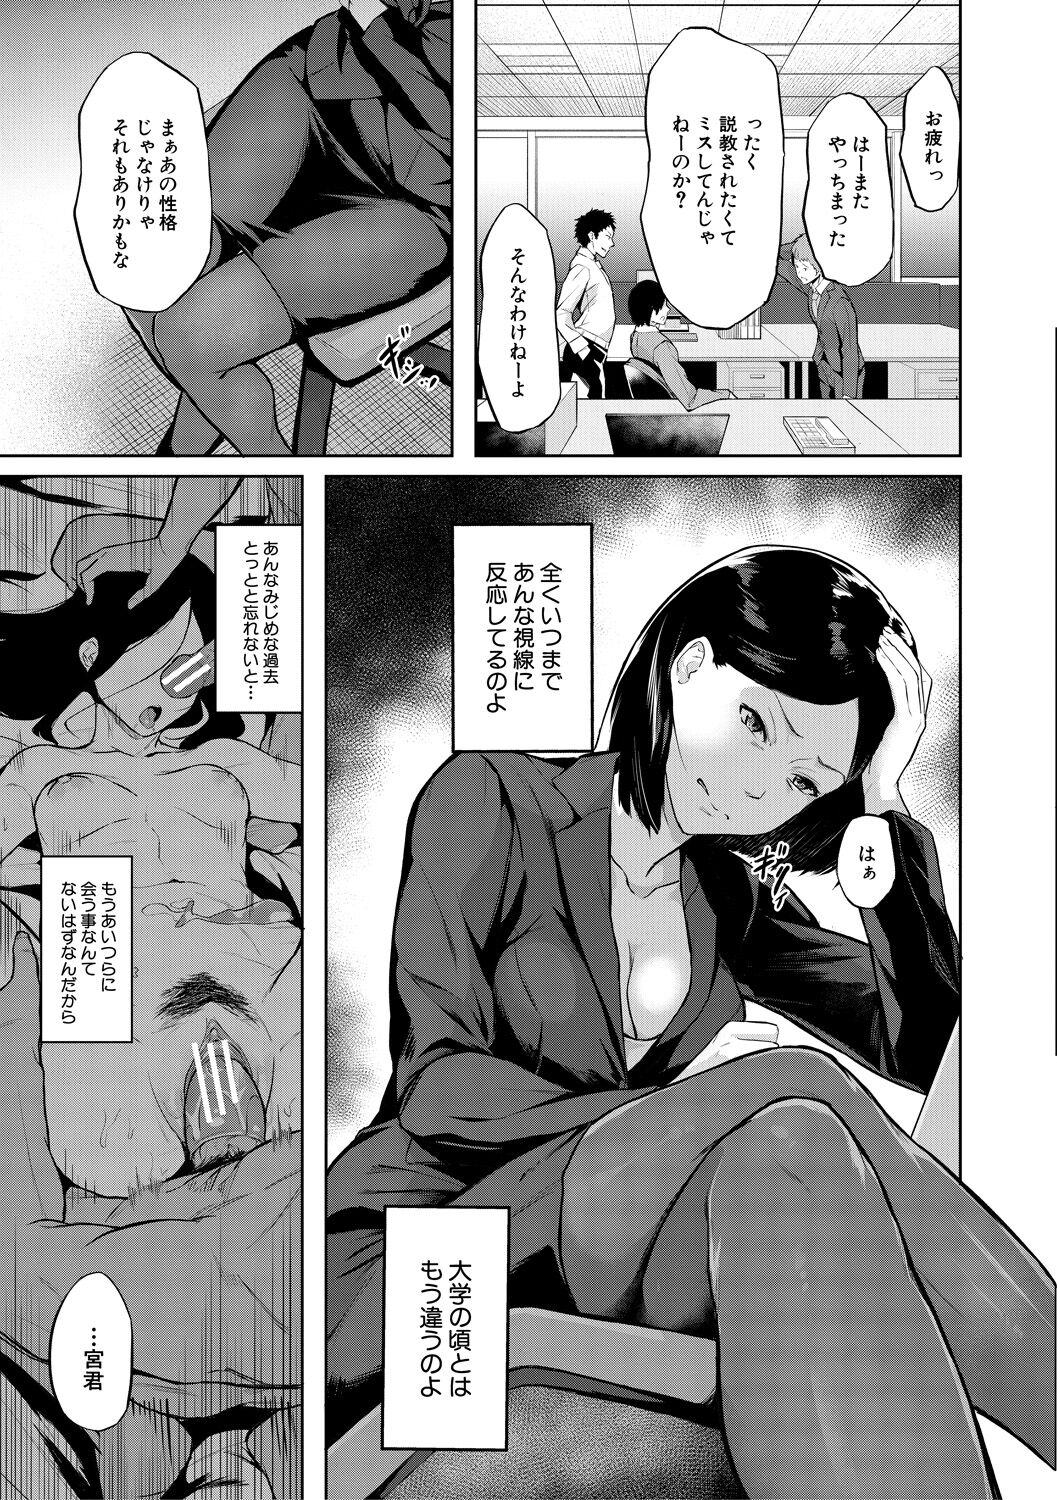 お疲れっ
はーまた
やっちまった
ったく
説教されたくて
ミスしてんじゃ
ねーのか？
そんなわけねーよ
まぁあの性格
じゃなけりゃ
それもありかもな
ギシ…
全くいつまで
あんな視線に
反応してるのよ
はぁ
ギリ
大学の頃とは
もう違うのよ
あんなみじめな過去
とっとと忘れないと…
もうあいつらに
会う事なんて
ないはずなんだから
…宮君